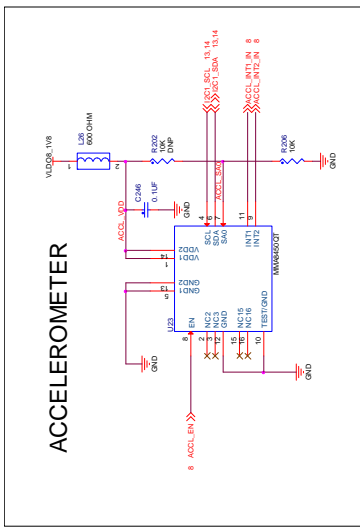 ACCELEROMETER
VLDO8_1V8
L26
600 OHM
1
2
ACCL_VDD
C246
0.1UF
GND
R202
10K
DNP
I2C1_SCL 13,14
I2C1_SDA 13,14
ACCL_SA0
R206
10K
GND
ACCL_INT1_IN 8
ACCL_INT2_IN 8
GND
U23
5 GND1
13 GND2
1 VDD1
14 VDD2
8 ACCL_EN
8 EN
2 NC2
3 NC3
12 GND
15 NC15
16 NC16
10 TEST/GND
SCL 4
SDA 6
SA0 7
INT1 11
INT2 9
MMA8450QT
GND